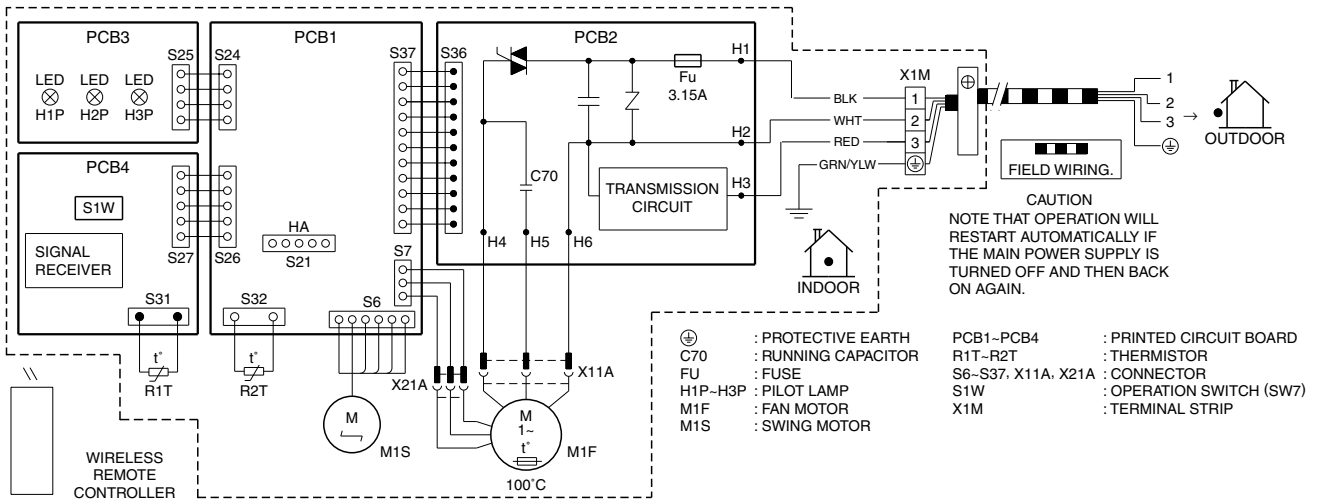 PCB3
LED LED LED
H1P H2P H3P
S25 S24
PCB1
S37 S36
PCB2
H1
Fu
3.15A
H2
H3
C70
TRANSMISSION
CIRCUIT
H4 H5 H6
PCB4
S1W
SIGNAL
RECEIVER
S27 S26
HA
S21
S7
S31
S32
S6
t°
R1T
t°
R2T
M
M1S
X21A
X11A
M
1~
t°
M1F
100°C
WIRELESS
REMOTE
CONTROLLER
BLK
WHT
RED
GRN/YLW
X1M
1
2
3
1
2
3
→
OUTDOOR
INDOOR
FIELD WIRING.
CAUTION
NOTE THAT OPERATION WILL
RESTART AUTOMATICALLY IF
THE MAIN POWER SUPPLY IS
TURNED OFF AND THEN BACK
ON AGAIN.
: PROTECTIVE EARTH
C70 : RUNNING CAPACITOR
FU : FUSE
H1P~H3P : PILOT LAMP
M1F : FAN MOTOR
M1S : SWING MOTOR
PCB1~PCB4 : PRINTED CIRCUIT BOARD
R1T~R2T : THERMISTOR
S6~S37, X11A, X21A : CONNECTOR
S1W : OPERATION SWITCH (SW7)
X1M : TERMINAL STRIP